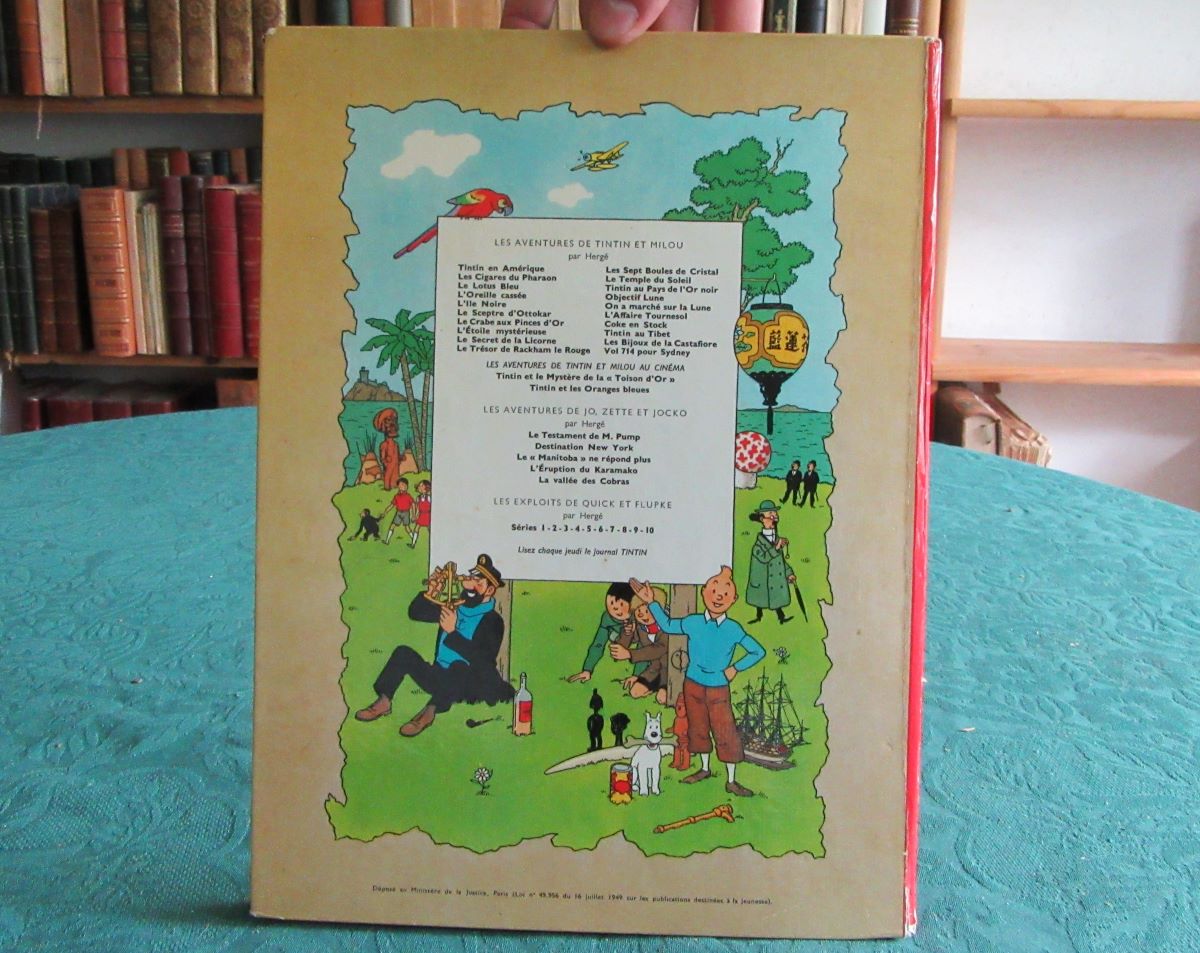 LES AVENTURES DE TINTIN ET MILOU
par Hergé
Tintin en Amérique
Les Cigares du Pharaon
Le Lotus Bleu
L'Oreille cassée
L'Ile Noire
Le Sceptre d'Ottokar
Le Crabe aux Pinces d'Or
L'Étoile mystérieuse
Le Secret de la Licorne
Le Trésor de Rackham le Rouge
Les Sept Boules de Cristal
Le Temple du Soleil
Tintin au Pays de l'Or noir
Objectif Lune
On a marché sur la Lune
L'Affaire Tournesol
Coke en Stock
Tintin au Tibet
Les Bijoux de la Castafiore
Vol 714 pour Sydney
LES AVENTURES DE TINTIN ET MILOU AU CINÉMA
Tintin et le Mystère de la « Toison d'Or »
Tintin et les Oranges bleues
LES AVENTURES DE JO, ZETTE ET JOCKO
par Hergé
Le Testament de M. Pump
Destination New York
Le « Manitoba » ne répond plus
L'Éruption du Karamako
La vallée des Cobras
LES EXPLOITS DE QUICK ET FLUPKE
par Hergé
Séries 1 - 2 - 3 - 4 - 5 - 6 - 7 - 8 - 9 - 10
Lisez chaque jeudi le journal TINTIN
藍蓮
Déposé au Ministère de la Justice, Paris (Loi n° 49.956 du 16 juillet 1949 sur les publications destinées à la jeunesse).